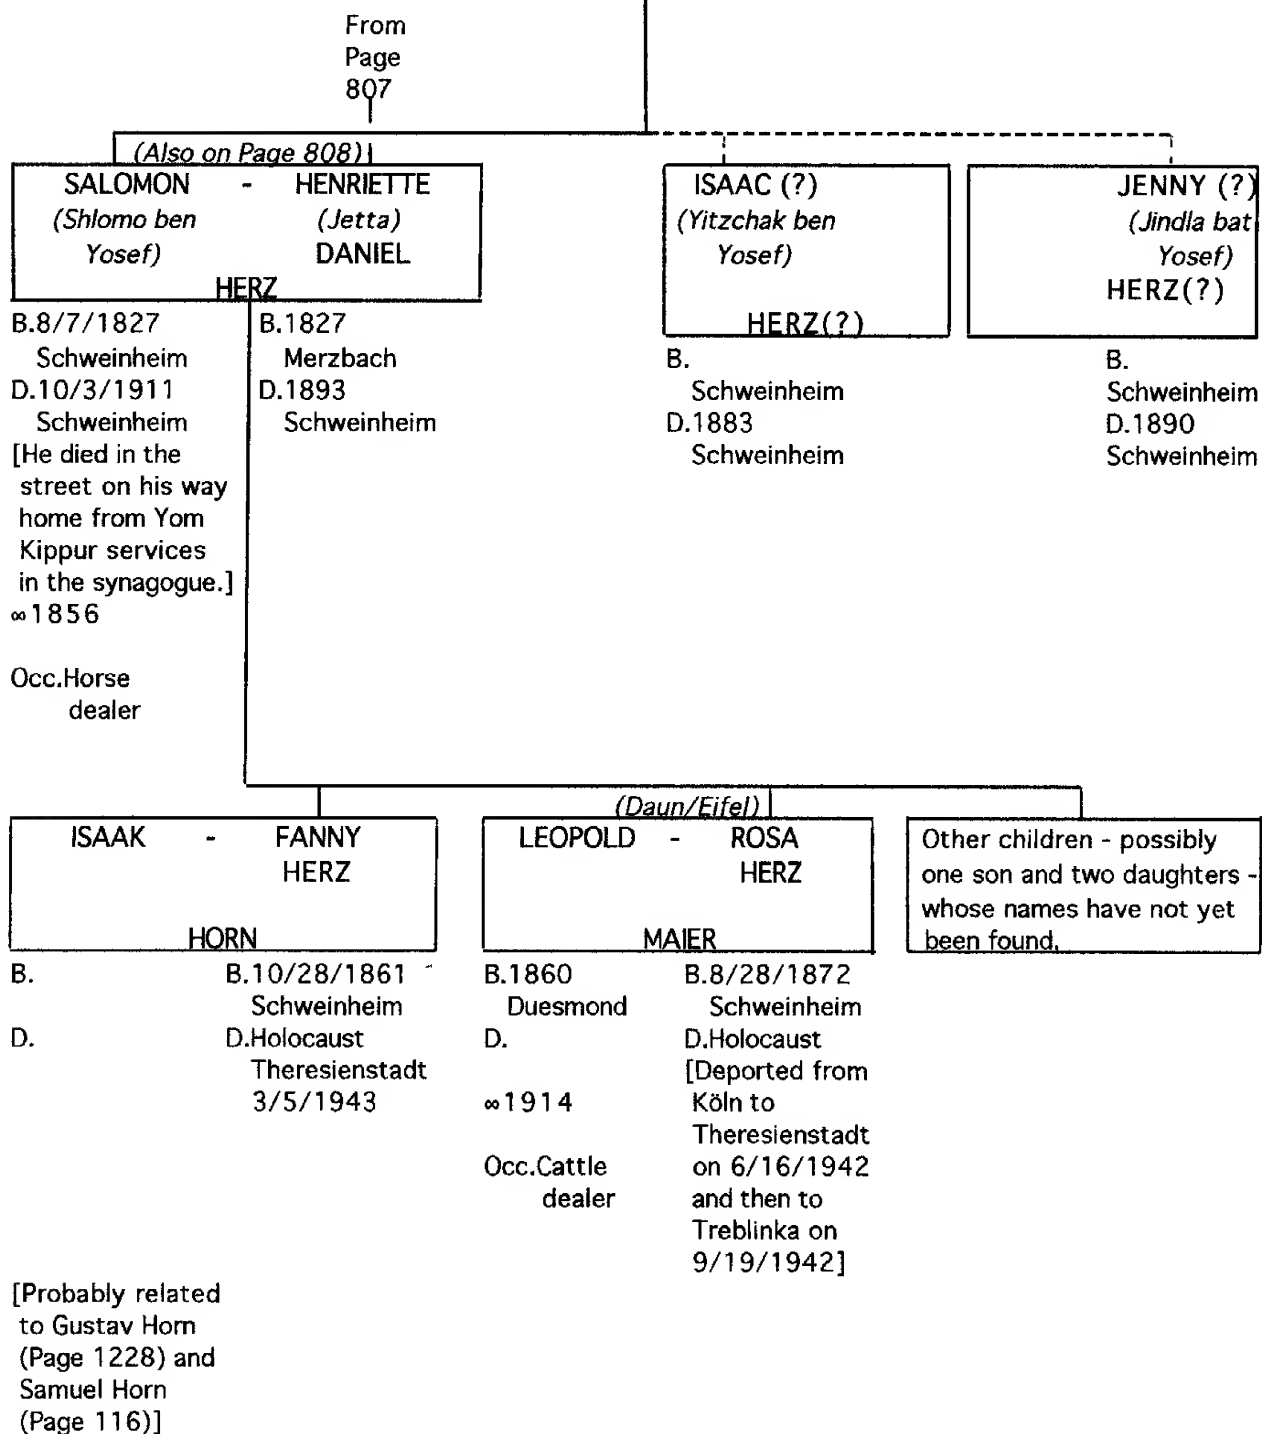 From
Page
807
(Also on Page 808)
SALOMON - HENRIETTE
(Shlomo ben (Jetta)
Yosef) DANIEL
HERZ
B.8/7/1827 B.1827
Schweinheim Merzbach
D.10/3/1911 D.1893
Schweinheim Schweinheim
[He died in the
street on his way
home from Yom
Kippur services
in the synagogue.]
∞1856
Occ.Horse
dealer
ISAAC (?)
(Yitzchak ben
Yosef)
HERZ(?)
B.
Schweinheim
D.1883
Schweinheim
JENNY (?)
(Jindla bat
Yosef)
HERZ(?)
B.
Schweinheim
D.1890
Schweinheim
ISAAK - FANNY
HERZ
HORN
B. B.10/28/1861
Schweinheim
D. D.Holocaust
Theresienstadt
3/5/1943
[Probably related
to Gustav Horn
(Page 1228) and
Samuel Horn
(Page 116)]
(Daun/Eifel)
LEOPOLD - ROSA
HERZ
MAIER
B.1860 B.8/28/1872
Duesmond Schweinheim
D. D.Holocaust
[Deported from
∞1914 Köln to
Theresienstadt
Occ.Cattle on 6/16/1942
dealer and then to
Treblinka on
9/19/1942]
Other children - possibly
one son and two daughters -
whose names have not yet
been found.